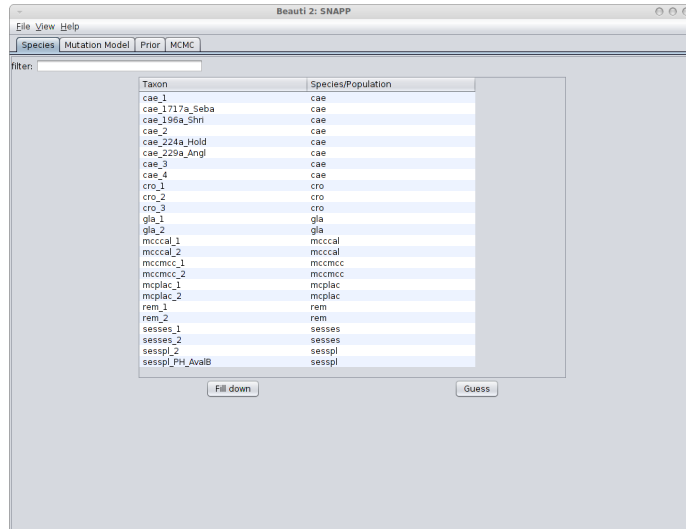 Beauti 2: SNAPP
File View Help
Species Mutation Model Prior MCMC
filter:
Taxon Species/Population
cae_1 cae
cae_1717a_Seba cae
cae_196a_Shri cae
cae_2 cae
cae_224a_Hold cae
cae_229a_Angl cae
cae_3 cae
cae_4 cae
cro_1 cro
cro_2 cro
cro_3 cro
gla_1 gla
gla_2 gla
mcccal_1 mcccal
mcccal_2 mcccal
mccmcc_1 mccmcc
mccmcc_2 mccmcc
mcplac_1 mcplac
mcplac_2 mcplac
rem_1 rem
rem_2 rem
sesses_1 sesses
sesses_2 sesses
sesspl_2 sesspl
sesspl_PH_AvalB sesspl
Fill down Guess